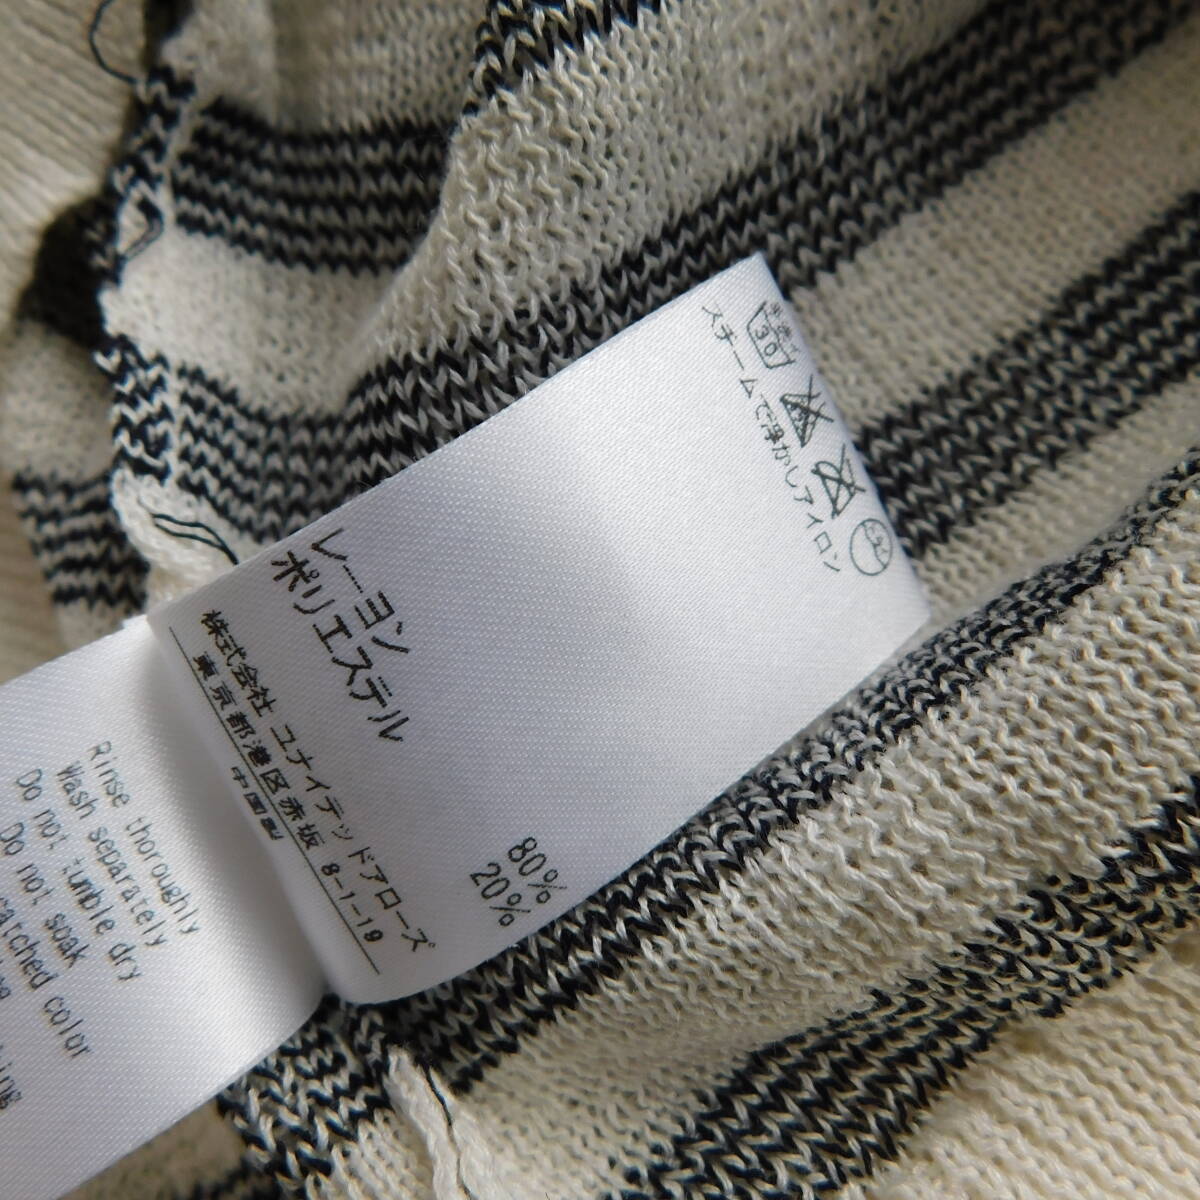 30
スチームで浮かしアイロン
レーヨン 80%
ポリエステル 20%
株式会社 ユナイテッドアローズ
東京都港区赤坂 8-1-19
中国製
Rinse thoroughly
Wash separately
Do not tumble dry
Do not soak
color